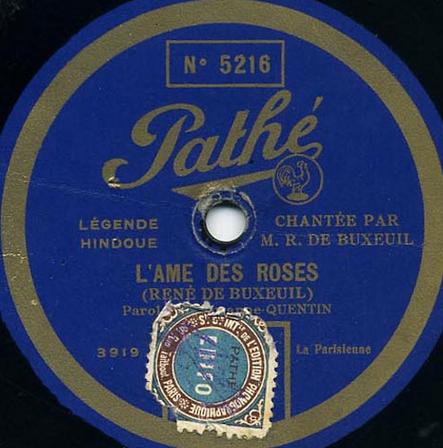 N° 5216
Pathé
LÉGENDE
HINDOUE
CHANTÉE PAR
M. R. DE BUXEUIL
L'AME DES ROSES
(RENÉ DE BUXEUIL)
QUENTIN
3919
La Parisienne
PATHÉ